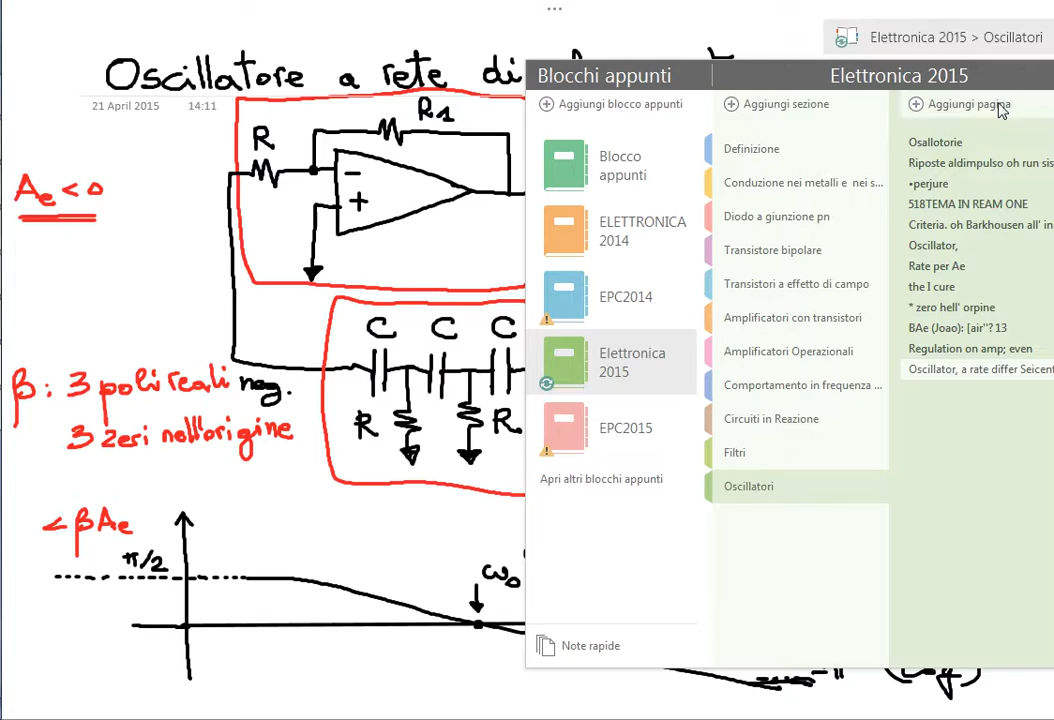 Elettronica 2015 > Oscillatori
Oscillatore a rete di
21 April 2015 14:11
R
R1
-
+
Ae < 0
C C C
R R
β : 3 poli reali neg.
3 zeri nell'origine
< βAe
π/2
ω0
Blocchi appunti
Aggiungi blocco appunti
Blocco
appunti
ELETTRONICA
2014
EPC2014
Elettronica
2015
EPC2015
Apri altri blocchi appunti
Note rapide
Elettronica 2015
Aggiungi sezione
Definizione
Conduzione nei metalli e nei s...
Diodo a giunzione pn
Transistore bipolare
Transistori a effetto di campo
Amplificatori con transistori
Amplificatori Operazionali
Comportamento in frequenza ...
Circuiti in Reazione
Filtri
Oscillatori
Aggiungi pagina
Osallotorie
Riposte aldimpulso oh run sis
•perjure
518TEMA IN REAM ONE
Criteria. oh Barkhousen all' in
Oscillator,
Rate per Ae
the I cure
* zero hell' orpine
BAe (Joao): [air"? 13
Regulation on amp; even
Oscillator, a rate differ Seicent